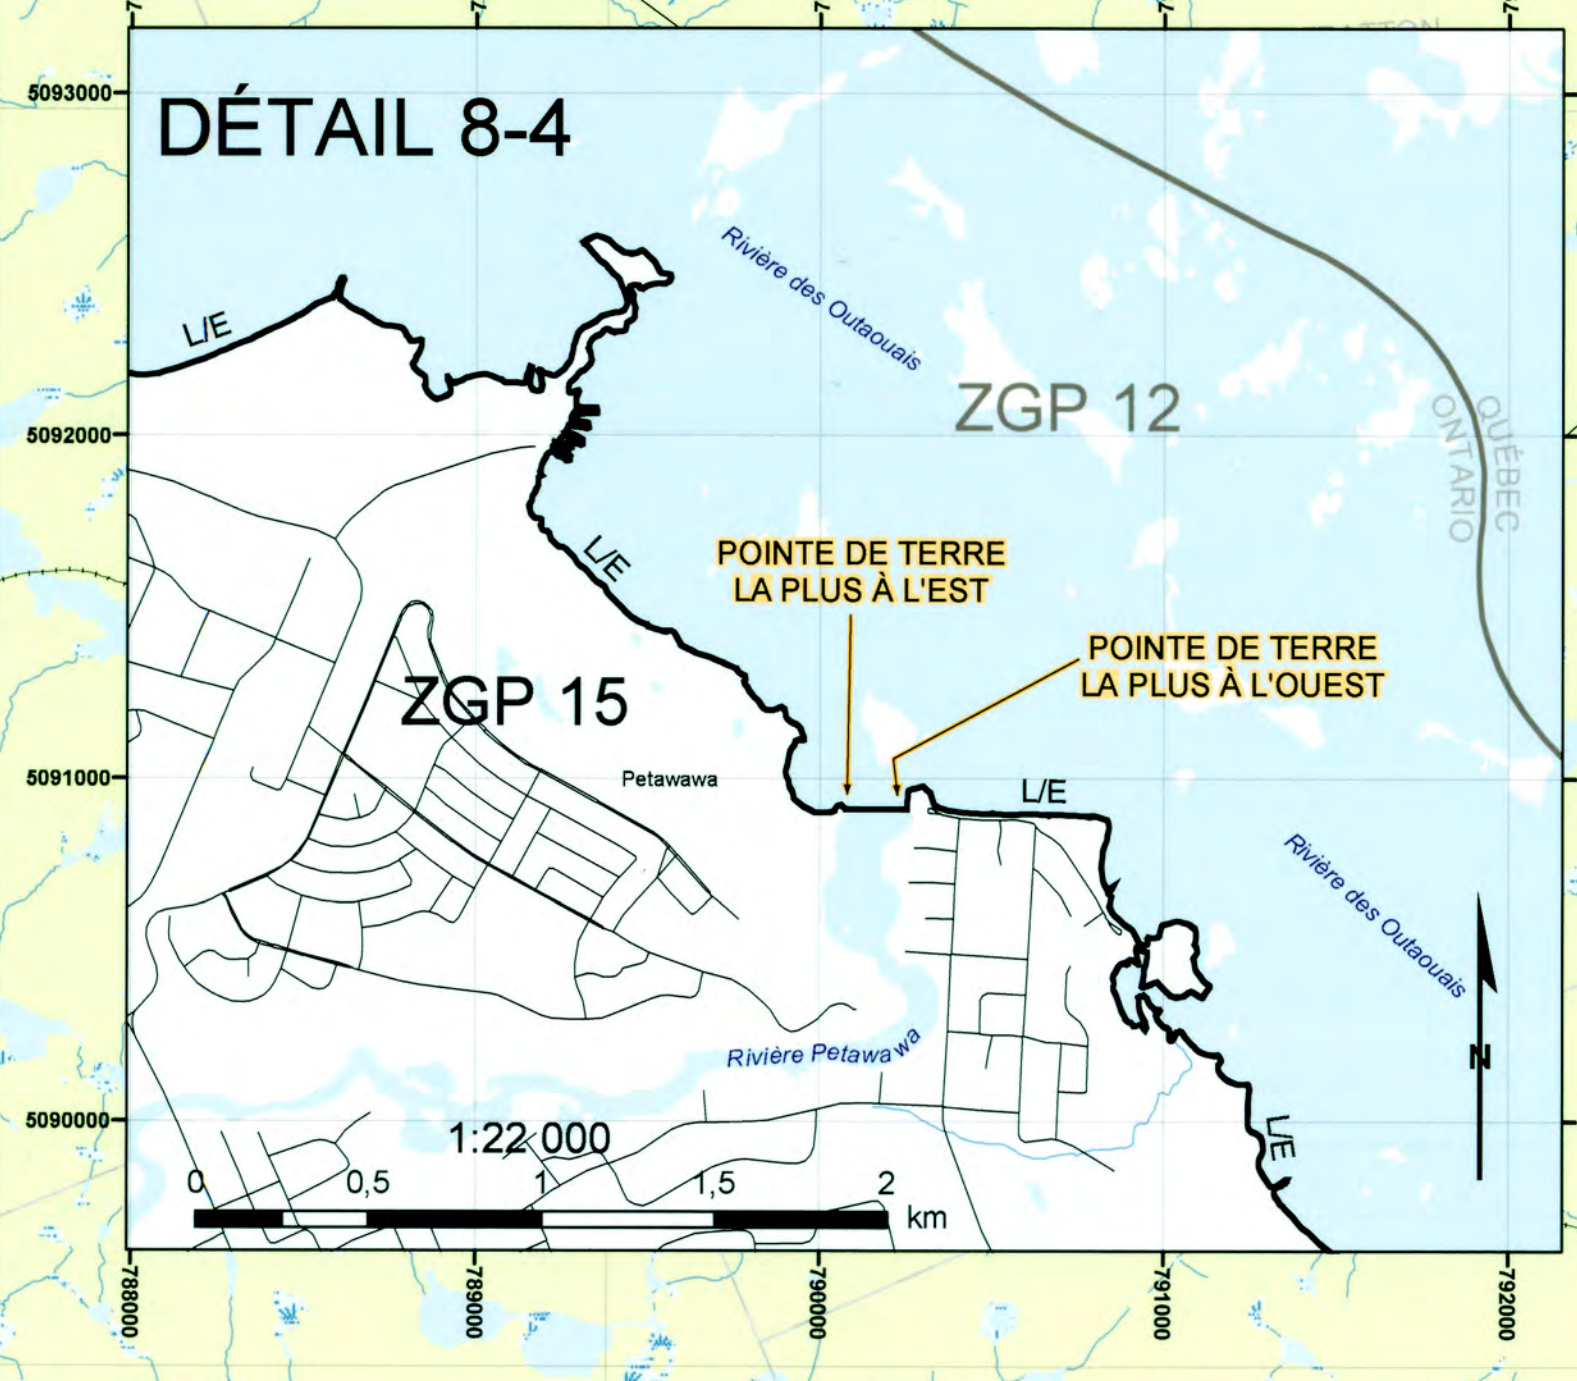 5093000
DÉTAIL 8-4
Rivière des Outaouais
L/E
ZGP 12
QUÉBEC
ONTARIO
5092000
L/E
POINTE DE TERRE
LA PLUS À L'EST
POINTE DE TERRE
LA PLUS À L'OUEST
ZGP 15
Petawawa
5091000
L/E
Rivière des Outaouais
N
Rivière Petawawa
5090000
1:22 000
L/E
0 0,5 1 1,5 2
km
788000
789000
790000
791000
792000